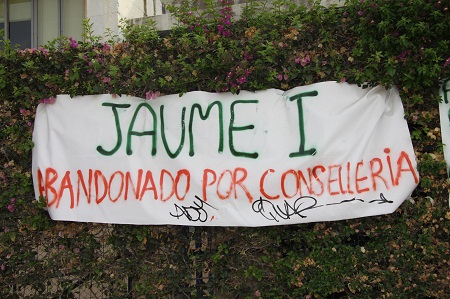 JAUME I
ABANDONADO POR CONSELLERIA